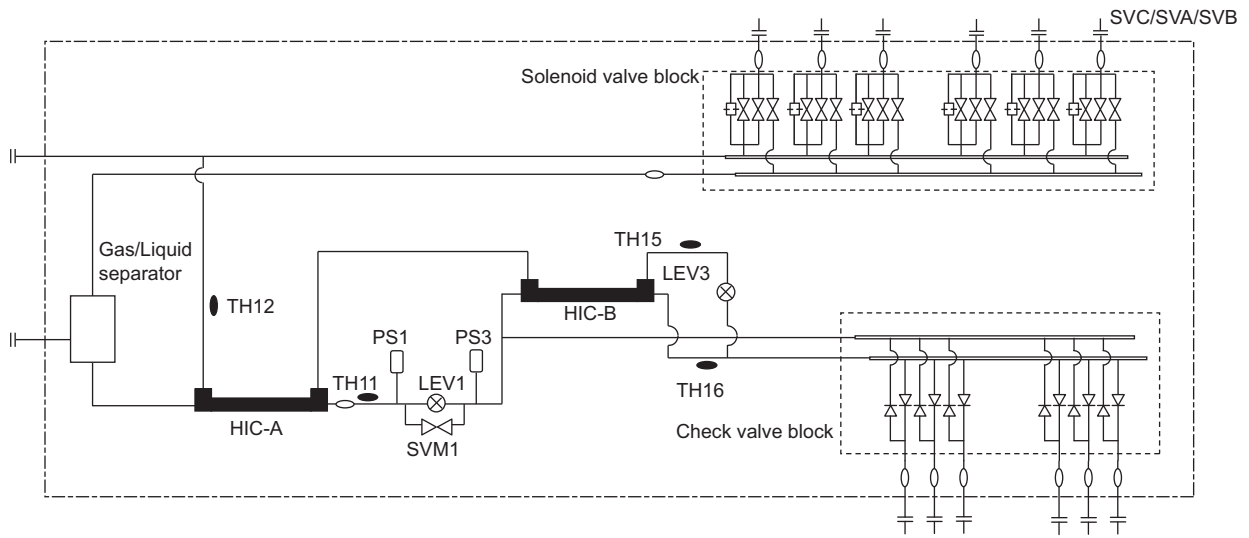 SVC/SVA/SVB
Solenoid valve block
Gas/Liquid
separator
TH12
TH15
LEV3
HIC-B
PS1
PS3
TH11
LEV1
TH16
HIC-A
SVM1
Check valve block